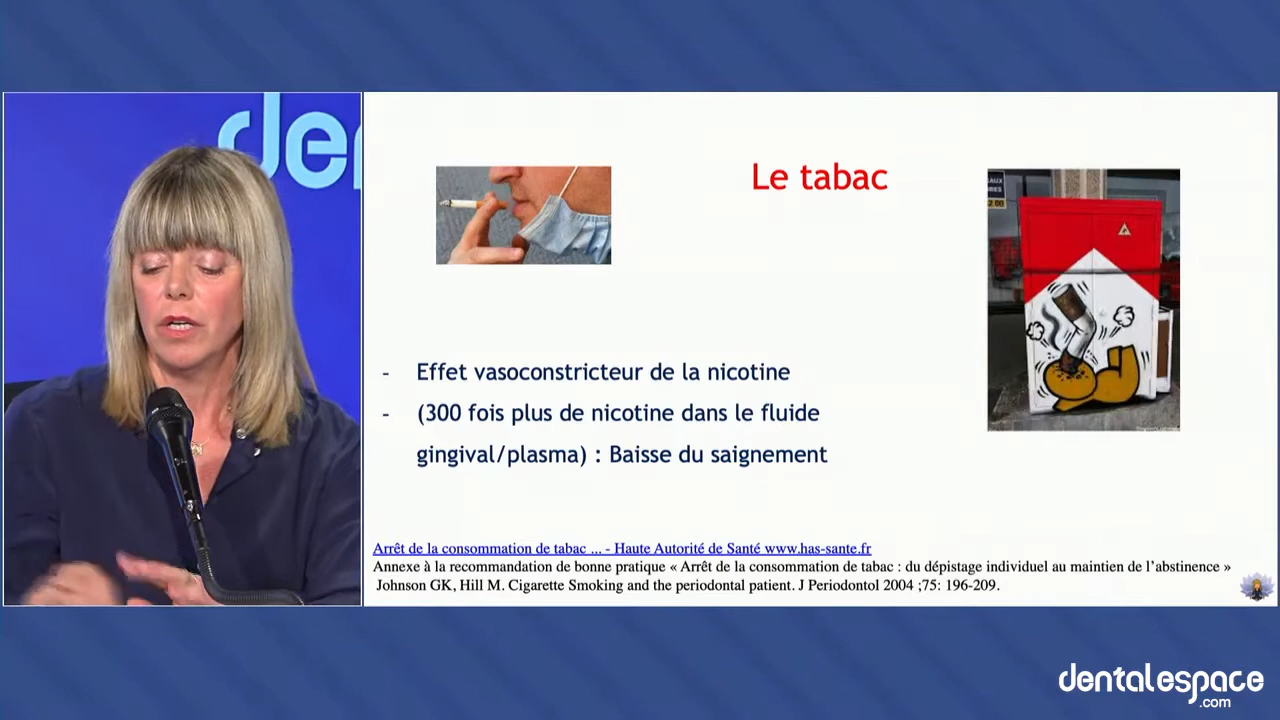 de
Le tabac
- Effet vasoconstricteur de la nicotine
- (300 fois plus de nicotine dans le fluide
gingival/plasma) : Baisse du saignement
Arrêt de la consommation de tabac ... - Haute Autorité de Santé www.has-sante.fr
Annexe à la recommandation de bonne pratique « Arrêt de la consommation de tabac : du dépistage individuel au maintien de l’abstinence »
Johnson GK, Hill M. Cigarette Smoking and the periodontal patient. J Periodontol 2004 ;75: 196-209.
dentalespace
.com